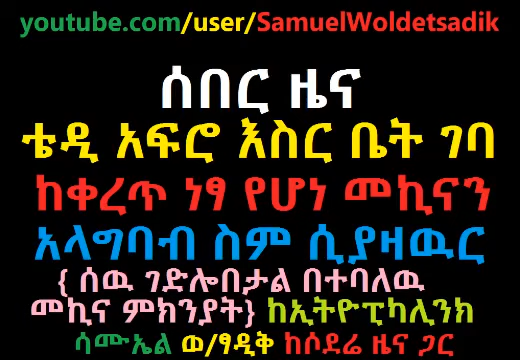 youtube.com/user/SamuelWoldetsadik
ሰበር ዜና
ቴዲ አፍሮ እስር ቤት ገባ
ከቀረጥ ነፃ የሆነ መኪናን
አላግባብ ስም ሲያዛዉር
{ ሰዉ ገድሎበታል በተባለዉ
መኪና ምክንያት} ከኢትዮፒካሊንክ
ሳሙኤል ወ/ፃዲቅ ከሶደሬ ዜና ጋር